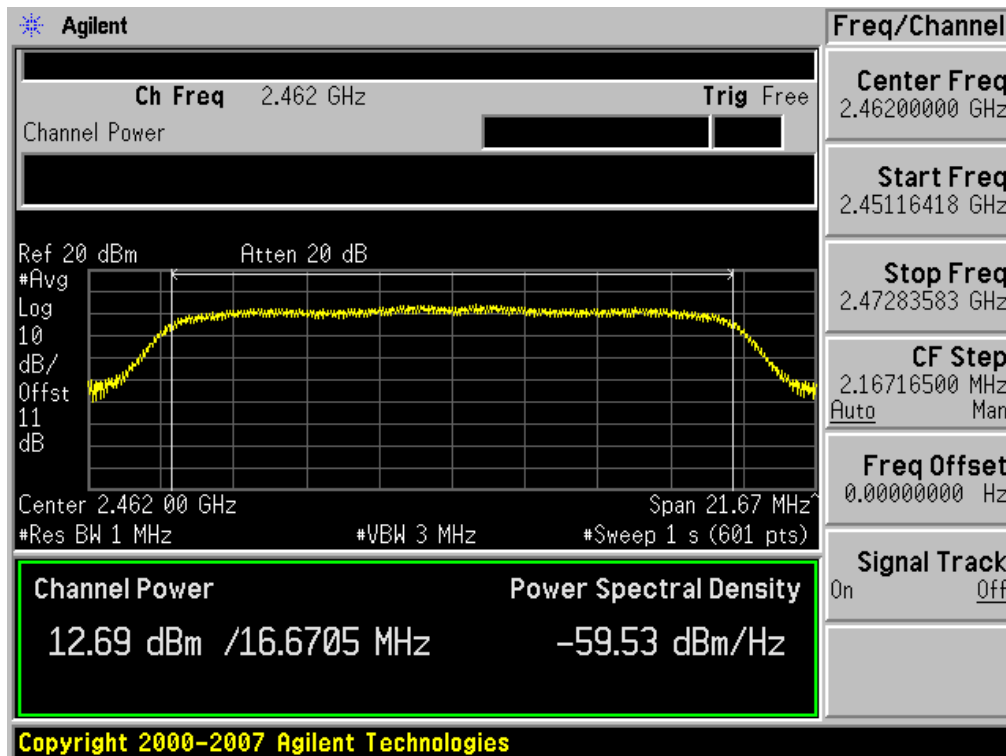 Agilent
Ch Freq 2.462 GHz Trig Free
Channel Power
Ref 20 dBm Atten 20 dB
#Avg
Log
10
dB/
Offst
11
dB
Center 2.462 00 GHz Span 21.67 MHz^
#Res BW 1 MHz #VBW 3 MHz #Sweep 1 s (601 pts)
Channel Power Power Spectral Density
12.69 dBm /16.6705 MHz -59.53 dBm/Hz
Copyright 2000-2007 Agilent Technologies
Freq/Channel
Center Freq
2.46200000 GHz
Start Freq
2.45116418 GHz
Stop Freq
2.47283583 GHz
CF Step
2.16716500 MHz
Auto Man
Freq Offset
0.00000000 Hz
Signal Track
On Off